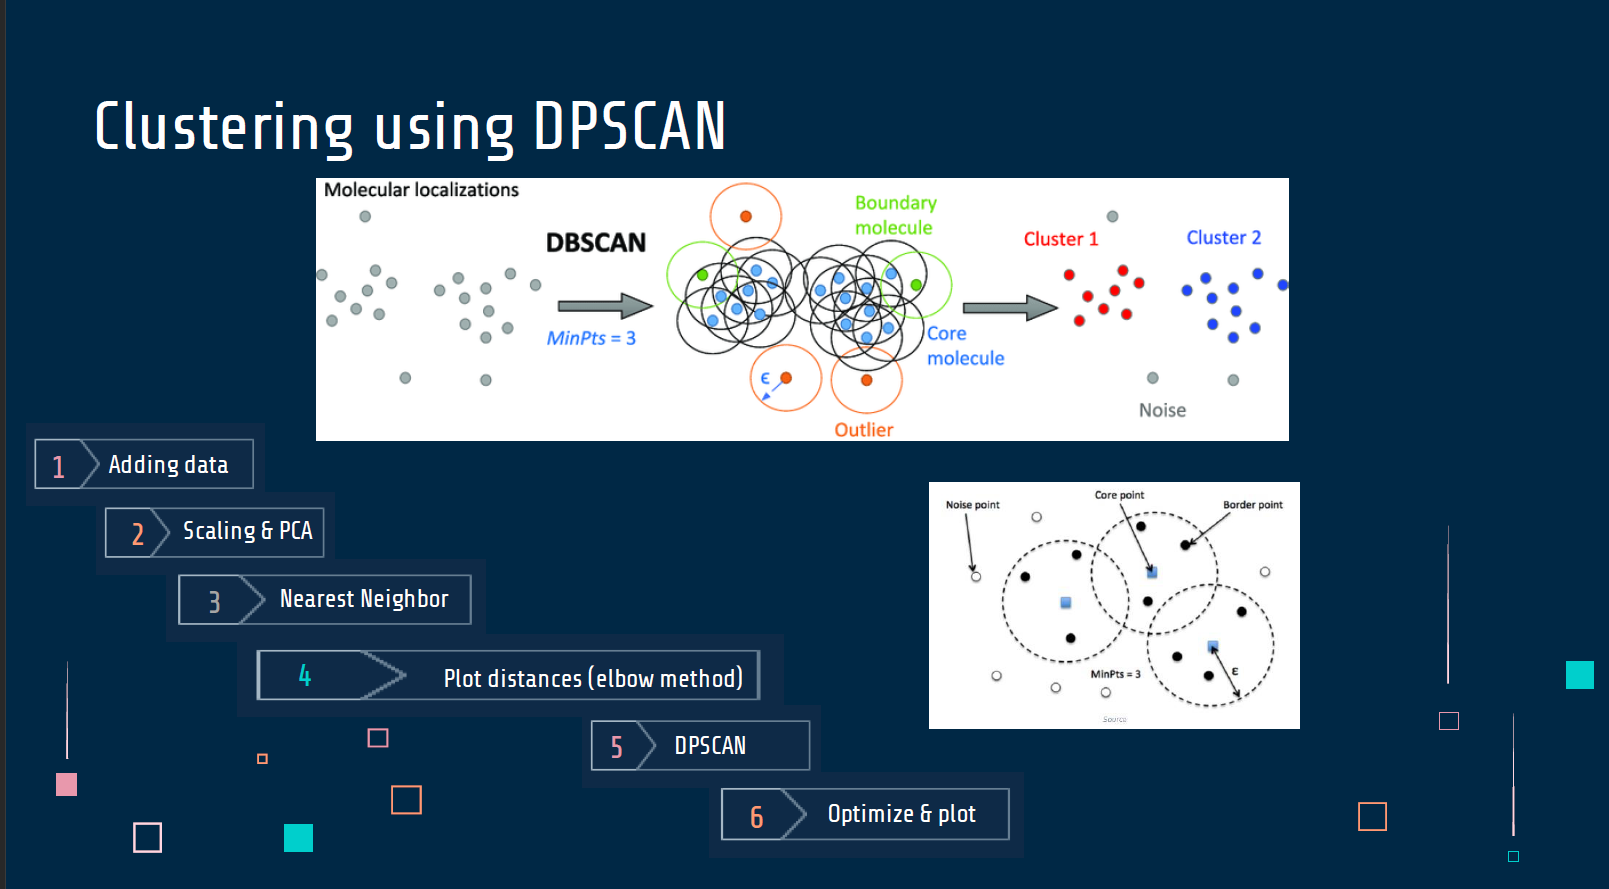 Clustering using DPSCAN
Molecular localizations
DBSCAN
MinPts = 3
Boundary
molecule
Core
molecule
ϵ
Outlier
Cluster 1
Cluster 2
Noise
1 Adding data
2 Scaling & PCA
3 Nearest Neighbor
4 Plot distances (elbow method)
5 DPSCAN
6 Optimize & plot
Noise point
Core point
Border point
MinPts = 3
ε
Source